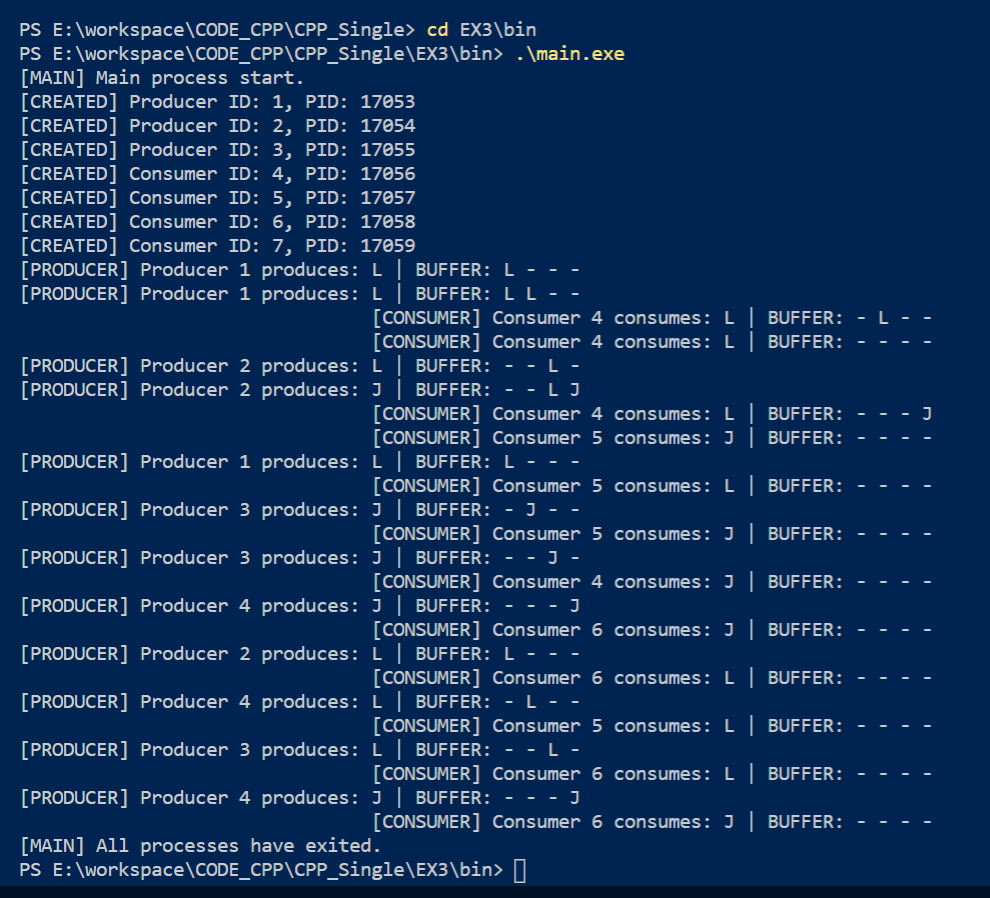 PS E:\workspace\CODE_CPP\CPP_Single> cd EX3\bin
PS E:\workspace\CODE_CPP\CPP_Single\EX3\bin> .\main.exe
[MAIN] Main process start.
[CREATED] Producer ID: 1, PID: 17053
[CREATED] Producer ID: 2, PID: 17054
[CREATED] Producer ID: 3, PID: 17055
[CREATED] Consumer ID: 4, PID: 17056
[CREATED] Consumer ID: 5, PID: 17057
[CREATED] Consumer ID: 6, PID: 17058
[CREATED] Consumer ID: 7, PID: 17059
[PRODUCER] Producer 1 produces: L | BUFFER: L - - -
[PRODUCER] Producer 1 produces: L | BUFFER: L L - -
[CONSUMER] Consumer 4 consumes: L | BUFFER: - L - -
[CONSUMER] Consumer 4 consumes: L | BUFFER: - - - -
[PRODUCER] Producer 2 produces: L | BUFFER: - - L -
[PRODUCER] Producer 2 produces: J | BUFFER: - - L J
[CONSUMER] Consumer 4 consumes: L | BUFFER: - - - J
[CONSUMER] Consumer 5 consumes: J | BUFFER: - - - -
[PRODUCER] Producer 1 produces: L | BUFFER: L - - -
[CONSUMER] Consumer 5 consumes: L | BUFFER: - - - -
[PRODUCER] Producer 3 produces: J | BUFFER: - J - -
[CONSUMER] Consumer 5 consumes: J | BUFFER: - - - -
[PRODUCER] Producer 3 produces: J | BUFFER: - - J -
[CONSUMER] Consumer 4 consumes: J | BUFFER: - - - -
[PRODUCER] Producer 4 produces: J | BUFFER: - - - J
[CONSUMER] Consumer 6 consumes: J | BUFFER: - - - -
[PRODUCER] Producer 2 produces: L | BUFFER: L - - -
[CONSUMER] Consumer 6 consumes: L | BUFFER: - - - -
[PRODUCER] Producer 4 produces: L | BUFFER: - L - -
[CONSUMER] Consumer 5 consumes: L | BUFFER: - - - -
[PRODUCER] Producer 3 produces: L | BUFFER: - - L -
[CONSUMER] Consumer 6 consumes: L | BUFFER: - - - -
[PRODUCER] Producer 4 produces: J | BUFFER: - - - J
[CONSUMER] Consumer 6 consumes: J | BUFFER: - - - -
[MAIN] All processes have exited.
PS E:\workspace\CODE_CPP\CPP_Single\EX3\bin>